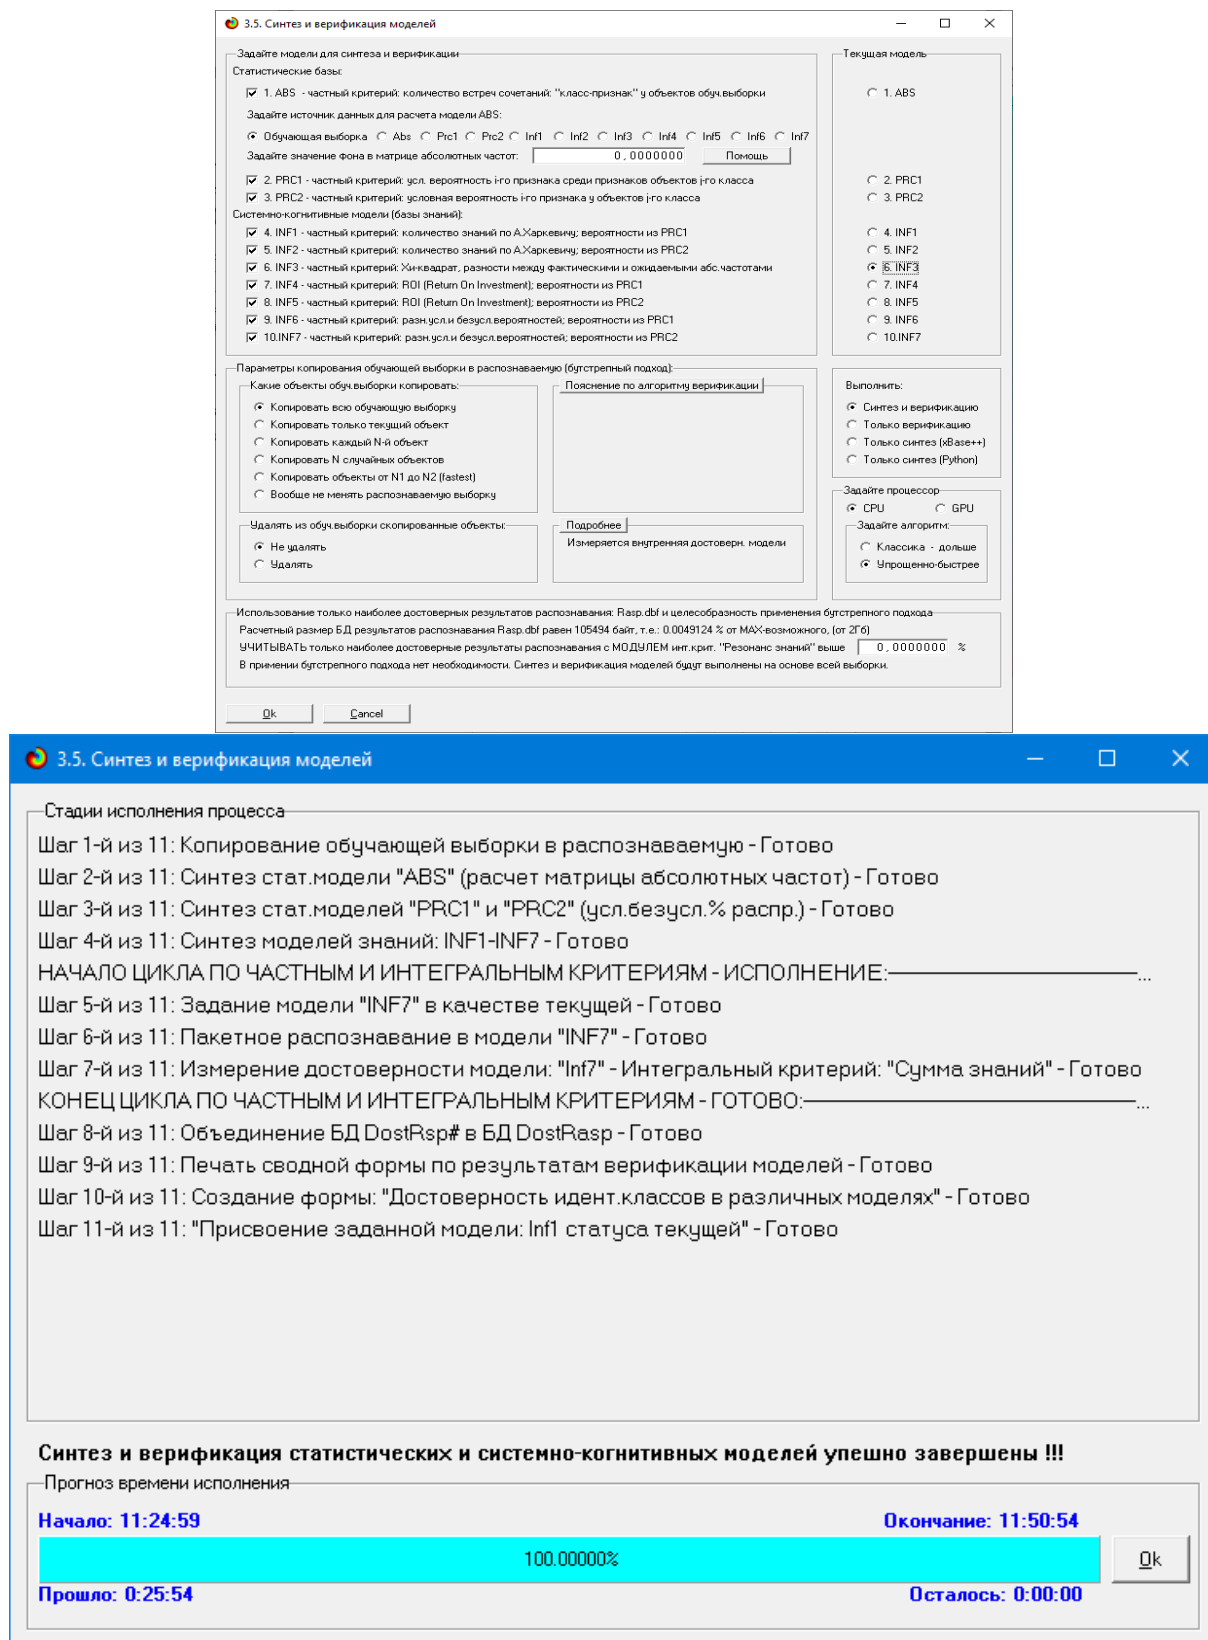 3.5. Синтез и верификация моделей
Задайте модели для синтеза и верификации
Текущая модель
Статистические базы:
1. ABS - частный критерий: количество встреч сочетаний: "класс-признак" у объектов обуч.выборки
1. ABS
Задайте источник данных для расчета модели ABS:
Обучающая выборка Abs Prc1 Prc2 Inf1 Inf2 Inf3 Inf4 Inf5 Inf6 Inf7
Задайте значение фона в матрице абсолютных частот: 0,0000000 Помощь
2. PRC1 - частный критерий: усл. вероятность i-го признака среди признаков объектов j-го класса
2. PRC1
3. PRC2 - частный критерий: условная вероятность i-го признака у объектов j-го класса
3. PRC2
Системно-когнитивные модели (базы знаний):
4. INF1 - частный критерий: количество знаний по А.Харкевичу; вероятности из PRC1
4. INF1
5. INF2 - частный критерий: количество знаний по А.Харкевичу; вероятности из PRC2
5. INF2
6. INF3 - частный критерий: Хи-квадрат, разности между фактическими и ожидаемыми абс.частотами
6. INF3
7. INF4 - частный критерий: ROI (Return On Investment); вероятности из PRC1
7. INF4
8. INF5 - частный критерий: ROI (Return On Investment); вероятности из PRC2
8. INF5
9. INF6 - частный критерий: разн.усл.и безусл.вероятностей; вероятности из PRC1
9. INF6
10.INF7 - частный критерий: разн.усл.и безусл.вероятностей; вероятности из PRC2
10.INF7
Параметры копирования обучающей выборки в распознаваемую (бутстрепный подход):
Какие объекты обуч.выборки копировать:
Копировать всю обучающую выборку
Копировать только текущий объект
Копировать каждый N-й объект
Копировать N случайных объектов
Копировать объекты от N1 до N2 (fastest)
Вообще не менять распознаваемую выборку
Пояснение по алгоритму верификации
Выполнить:
Синтез и верификацию
Только верификацию
Только синтез (xBase++)
Только синтез (Python)
Удалять из обуч.выборки скопированные объекты:
Не удалять
Удалять
Подробнее
Измеряется внутренняя достоверн. модели
Задайте процессор
CPU GPU
Задайте алгоритм:
Классика - дольше
Упрощенно-быстрее
Использование только наиболее достоверных результатов распознавания: Rasp.dbf и целесообразность применения бутстрепного подхода
Расчетный размер БД результатов распознавания Rasp.dbf равен 105494 байт, т.е.: 0.0049124 % от MAX-возможного, (от 2Гб)
УЧИТЫВАТЬ только наиболее достоверные результаты распознавания с МОДУЛЕМ инт.крит. "Резонанс знаний" выше 0,0000000 %
В примении бутстрепного подхода нет необходимости. Синтез и верификация моделей будут выполнены на основе всей выборки.
Ok Cancel
3.5. Синтез и верификация моделей
Стадии исполнения процесса
Шаг 1-й из 11: Копирование обучающей выборки в распознаваемую - Готово
Шаг 2-й из 11: Синтез стат.модели "ABS" (расчет матрицы абсолютных частот) - Готово
Шаг 3-й из 11: Синтез стат.моделей "PRC1" и "PRC2" (усл.безусл.% распр.) - Готово
Шаг 4-й из 11: Синтез моделей знаний: INF1-INF7 - Готово
НАЧАЛО ЦИКЛА ПО ЧАСТНЫМ И ИНТЕГРАЛЬНЫМ КРИТЕРИЯМ - ИСПОЛНЕНИЕ:————————...
Шаг 5-й из 11: Задание модели "INF7" в качестве текущей - Готово
Шаг 6-й из 11: Пакетное распознавание в модели "INF7" - Готово
Шаг 7-й из 11: Измерение достоверности модели: "Inf7" - Интегральный критерий: "Сумма знаний" - Готово
КОНЕЦ ЦИКЛА ПО ЧАСТНЫМ И ИНТЕГРАЛЬНЫМ КРИТЕРИЯМ - ГОТОВО:————————...
Шаг 8-й из 11: Объединение БД DostRsp# в БД DostRasp - Готово
Шаг 9-й из 11: Печать сводной формы по результатам верификации моделей - Готово
Шаг 10-й из 11: Создание формы: "Достоверность идент.классов в различных моделях" - Готово
Шаг 11-й из 11: "Присвоение заданной модели: Inf1 статуса текущей" - Готово
Синтез и верификация статистических и системно-когнитивных моделей упешно завершены !!!
Прогноз времени исполнения
Начало: 11:24:59
Окончание: 11:50:54
100.00000%
Ok
Прошло: 0:25:54
Осталось: 0:00:00